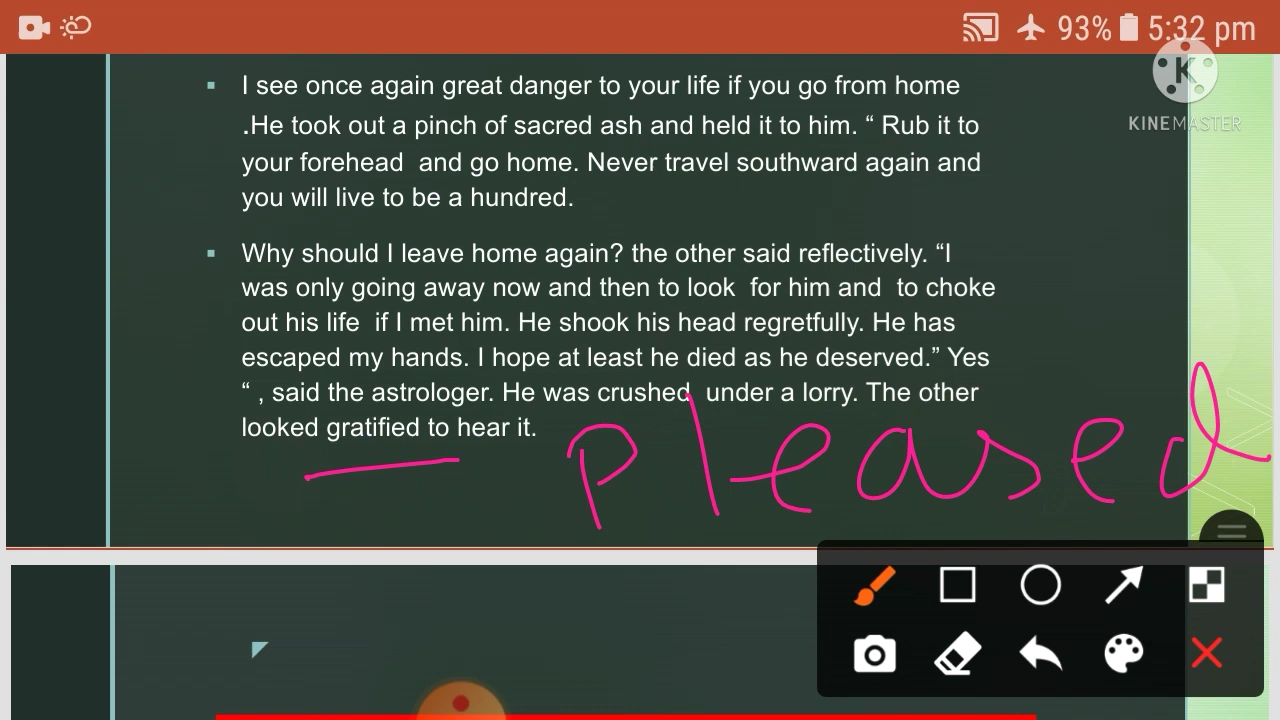 93% 5:32 pm
K
KINEMASTER
▪ I see once again great danger to your life if you go from home
.He took out a pinch of sacred ash and held it to him. “ Rub it to
your forehead and go home. Never travel southward again and
you will live to be a hundred.
▪ Why should I leave home again? the other said reflectively. “I
was only going away now and then to look for him and to choke
out his life if I met him. He shook his head regretfully. He has
escaped my hands. I hope at least he died as he deserved.” Yes
“ , said the astrologer. He was crushed under a lorry. The other
looked gratified to hear it.
pleased